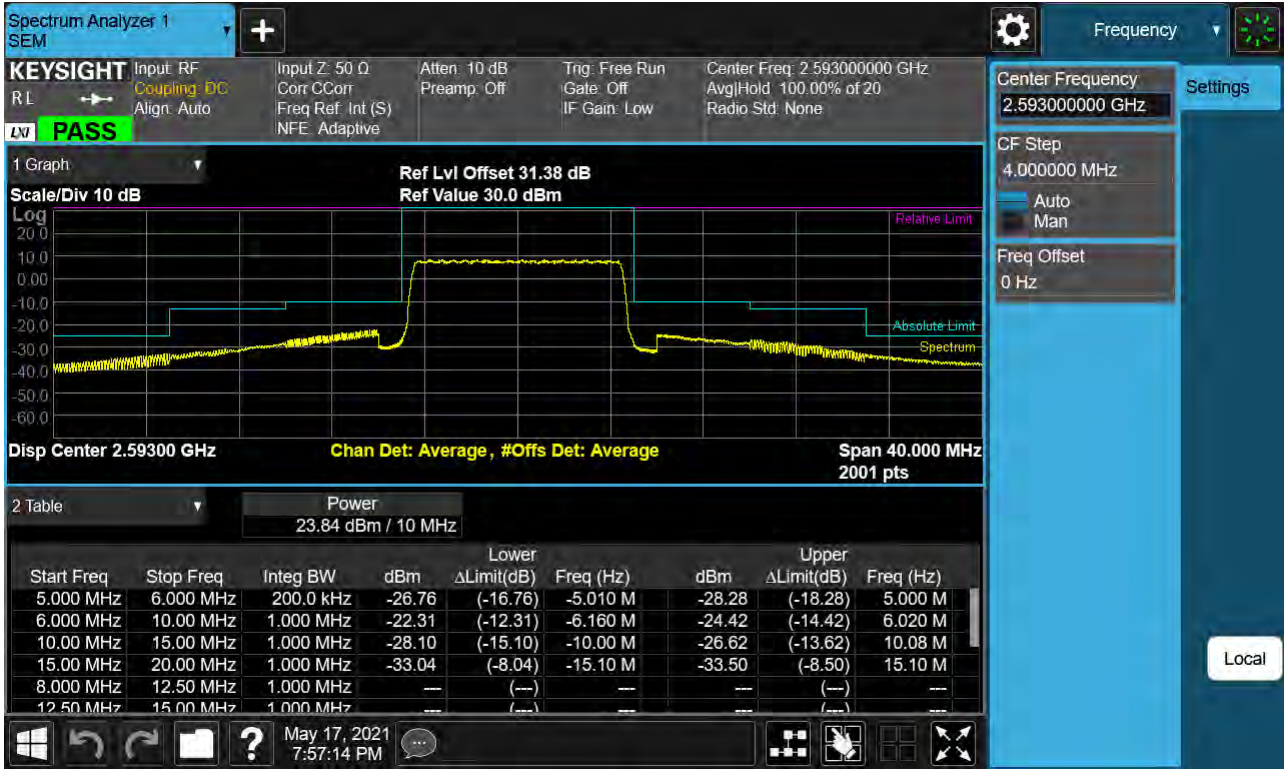 Spectrum Analyzer 1
SEM
+
Frequency
KEYSIGHT
RL
LXI
PASS
Input: RF
Coupling: DC
Align: Auto
Input Z: 50 Ω
Corr CCorr
Freq Ref: Int (S)
NFE: Adaptive
Atten: 10 dB
Preamp: Off
Trig: Free Run
Gate: Off
IF Gain: Low
Center Freq: 2.593000000 GHz
Avg|Hold: 100.00% of 20
Radio Std: None
Center Frequency
2.593000000 GHz
Settings
CF Step
4.000000 MHz
Auto
Man
Freq Offset
0 Hz
Local
1 Graph
Ref Lvl Offset 31.38 dB
Scale/Div 10 dB
Ref Value 30.0 dBm
Log
20.0
10.0
0.00
-10.0
-20.0
-30.0
-40.0
-50.0
-60.0
Relative Limit
Absolute Limit
Spectrum
Disp Center 2.59300 GHz
Chan Det: Average , #Offs Det: Average
Span 40.000 MHz
2001 pts
2 Table
Power
23.84 dBm / 10 MHz
Lower Upper
Start Freq Stop Freq Integ BW dBm ΔLimit(dB) Freq (Hz) dBm ΔLimit(dB) Freq (Hz)
5.000 MHz 6.000 MHz 200.0 kHz -26.76 (-16.76) -5.010 M -28.28 (-18.28) 5.000 M
6.000 MHz 10.00 MHz 1.000 MHz -22.31 (-12.31) -6.160 M -24.42 (-14.42) 6.020 M
10.00 MHz 15.00 MHz 1.000 MHz -28.10 (-15.10) -10.00 M -26.62 (-13.62) 10.08 M
15.00 MHz 20.00 MHz 1.000 MHz -33.04 (-8.04) -15.10 M -33.50 (-8.50) 15.10 M
8.000 MHz 12.50 MHz 1.000 MHz --- (---) --- --- (---) ---
12.50 MHz 15.00 MHz 1.000 MHz --- (---) --- --- (---) ---
?
May 17, 2021
7:57:14 PM